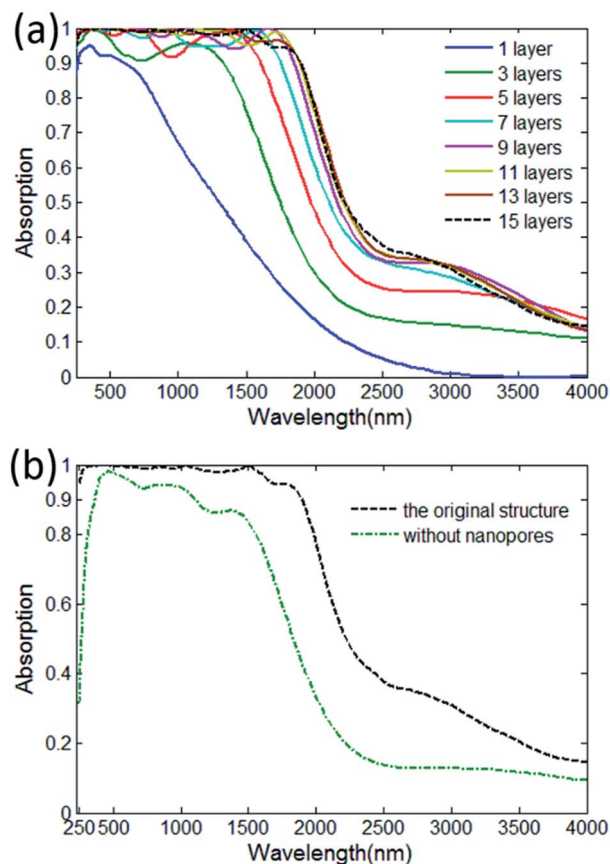 (a)
1
0.9
0.8
0.7
0.6
0.5
0.4
0.3
0.2
0.1
0
Absorption
1 layer
3 layers
5 layers
7 layers
9 layers
11 layers
13 layers
15 layers
500 1000 1500 2000 2500 3000 3500 4000
Wavelength(nm)
(b)
1
0.9
0.8
0.6
0.4
0.2
0
Absorption
the original structure
without nanopores
250 500 1000 1500 2000 2500 3000 3500 4000
Wavelength(nm)